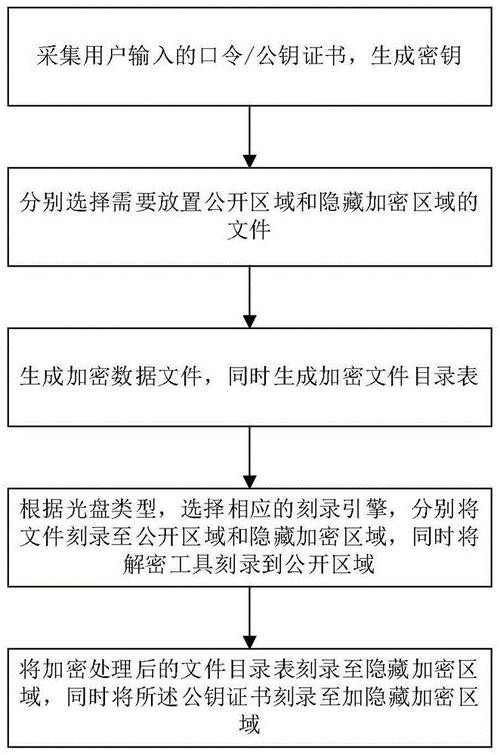 采集用户输入的口令/公钥证书，生成密钥
分别选择需要放置公开区域和隐藏加密区域的
文件
生成加密数据文件，同时生成加密文件目录表
根据光盘类型，选择相应的刻录引擎，分别将
文件刻录至公开区域和隐藏加密区域，同时将
解密工具刻录到公开区域
将加密处理后的文件目录表刻录至隐藏加密区
域，同时将所述公钥证书刻录至加隐藏加密区
域